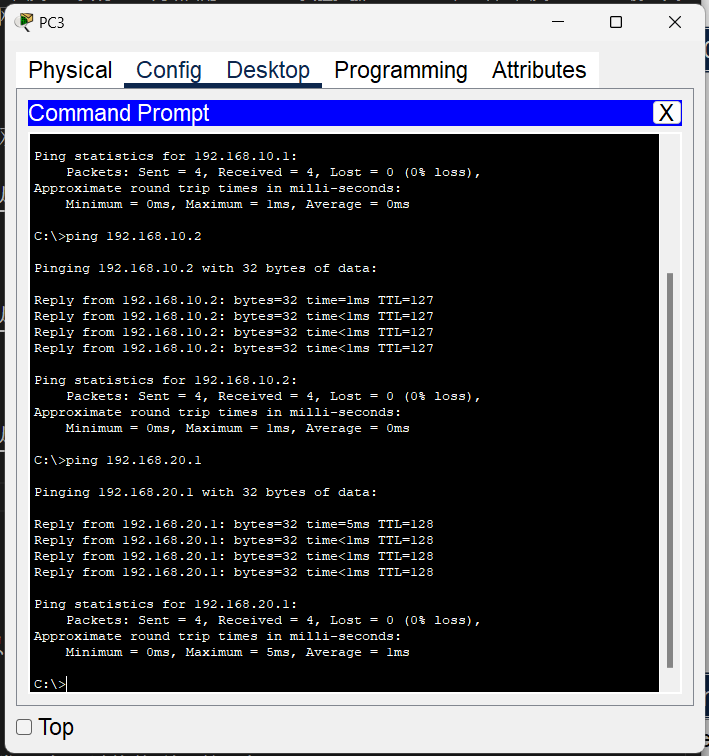 PC3
Physical Config Desktop Programming Attributes
Command Prompt X
Ping statistics for 192.168.10.1:
    Packets: Sent = 4, Received = 4, Lost = 0 (0% loss),
Approximate round trip times in milli-seconds:
    Minimum = 0ms, Maximum = 1ms, Average = 0ms
C:\>ping 192.168.10.2
Pinging 192.168.10.2 with 32 bytes of data:
Reply from 192.168.10.2: bytes=32 time=1ms TTL=127
Reply from 192.168.10.2: bytes=32 time<1ms TTL=127
Reply from 192.168.10.2: bytes=32 time<1ms TTL=127
Reply from 192.168.10.2: bytes=32 time<1ms TTL=127
Ping statistics for 192.168.10.2:
    Packets: Sent = 4, Received = 4, Lost = 0 (0% loss),
Approximate round trip times in milli-seconds:
    Minimum = 0ms, Maximum = 1ms, Average = 0ms
C:\>ping 192.168.20.1
Pinging 192.168.20.1 with 32 bytes of data:
Reply from 192.168.20.1: bytes=32 time=5ms TTL=128
Reply from 192.168.20.1: bytes=32 time<1ms TTL=128
Reply from 192.168.20.1: bytes=32 time<1ms TTL=128
Reply from 192.168.20.1: bytes=32 time<1ms TTL=128
Ping statistics for 192.168.20.1:
    Packets: Sent = 4, Received = 4, Lost = 0 (0% loss),
Approximate round trip times in milli-seconds:
    Minimum = 0ms, Maximum = 5ms, Average = 1ms
C:\>
Top